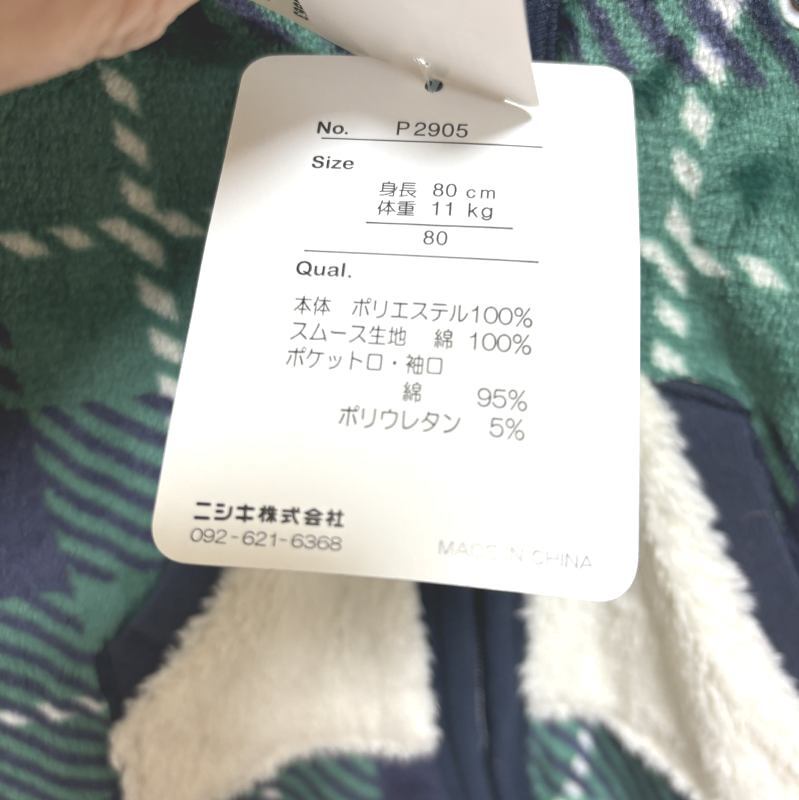 No. P2905
Size
身長 80 cm
体重 11 kg
80
Qual.
本体 ポリエステル100%
スムース生地 綿 100%
ポケット口・袖口
綿 95%
ポリウレタン 5%
ニシキ株式会社
092-621-6368
MADE IN CHINA